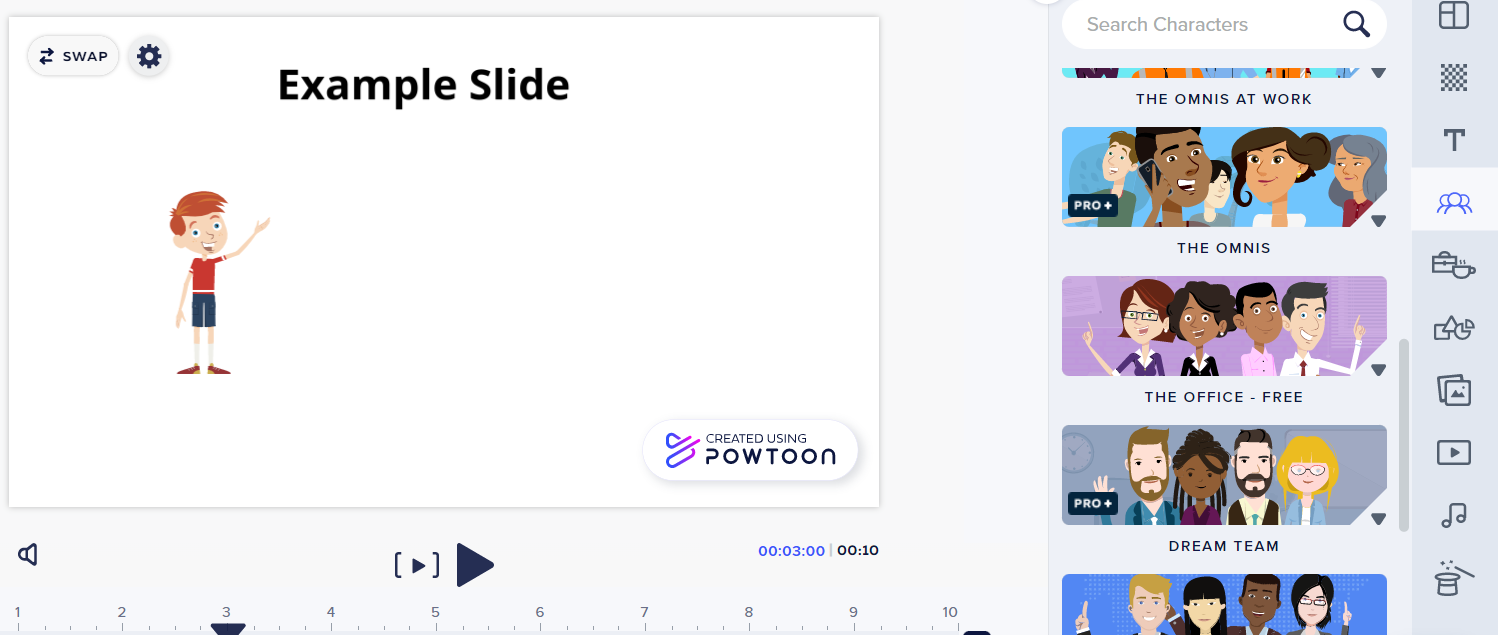 SWAP
Example Slide
CREATED USING
POWTOON
00:03:00 | 00:10
1 2 3 4 5 6 7 8 9 10
Search Characters
THE OMNIS AT WORK
PRO+
THE OMNIS
THE OFFICE - FREE
PRO+
DREAM TEAM
T